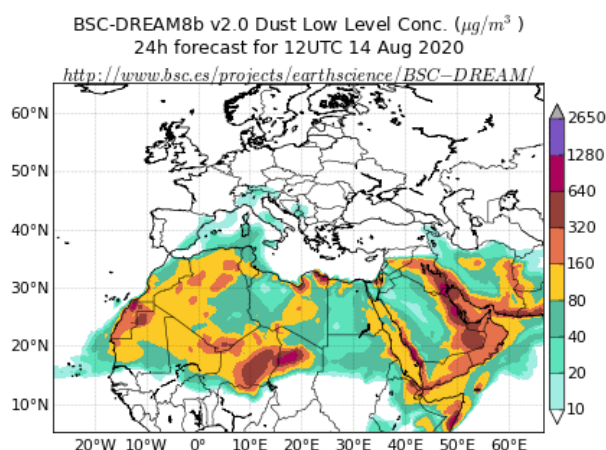 BSC-DREAM8b v2.0 Dust Low Level Conc. (μg/m³ )
24h forecast for 12UTC 14 Aug 2020
http://www.bsc.es/projects/earthscience/BSC−DREAM/
60°N
50°N
40°N
30°N
20°N
10°N
20°W 10°W 0° 10°E 20°E 30°E 40°E 50°E 60°E
2650
1280
640
320
160
80
40
20
10